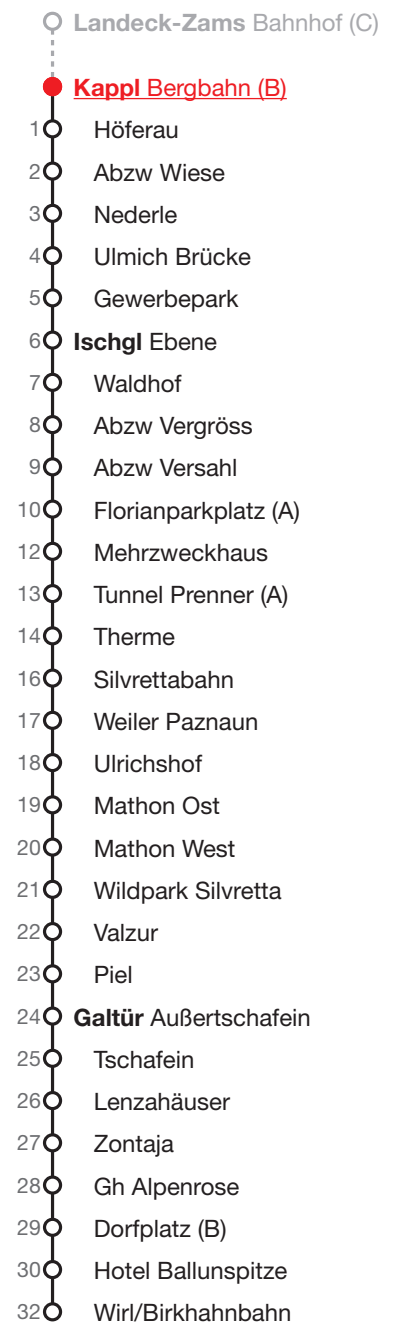 Landeck-Zams Bahnhof (C)
Kappl Bergbahn (B)
1 Höferau
2 Abzw Wiese
3 Nederle
4 Ulmich Brücke
5 Gewerbepark
6 Ischgl Ebene
7 Waldhof
8 Abzw Vergröss
9 Abzw Versahl
10 Florianparkplatz (A)
12 Mehrzweckhaus
13 Tunnel Prenner (A)
14 Therme
16 Silvrettabahn
17 Weiler Paznaun
18 Ulrichshof
19 Mathon Ost
20 Mathon West
21 Wildpark Silvretta
22 Valzur
23 Piel
24 Galtür Außertschafein
25 Tschafein
26 Lenzahäuser
27 Zontaja
28 Gh Alpenrose
29 Dorfplatz (B)
30 Hotel Ballunspitze
32 Wirl/Birkhahnbahn